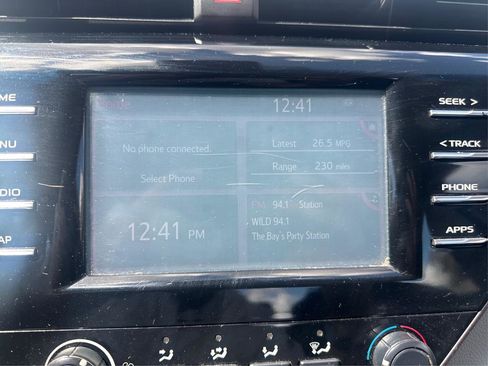 12:41
No phone connected.
Select Phone
Latest 26.5 MPG
Range 230 miles
12:41 PM
FM 94.1 Station
WILD 94.1
The Bay's Party Station
SEEK >
< TRACK
PHONE
APPS